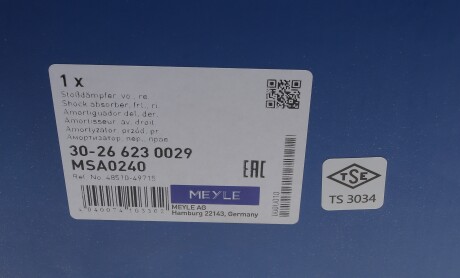 1 x
Stoßdämpfer, vo., re.
Shock absorber, frt., ri.
Amortiguador del. der.
Amortisseur, av. droit
Amortyzator, przód, pr.
Амортизатор, пер., прав
30-26 623 0029
MSA0240
Ref. No. 48510-49715
MEYLE
MEYLE AG
Hamburg 22143, Germany
EAC
TSE
TS 3034